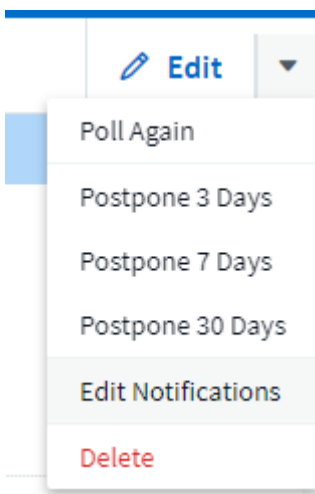 Edit
Poll Again
Postpone 3 Days
Postpone 7 Days
Postpone 30 Days
Edit Notifications
Delete